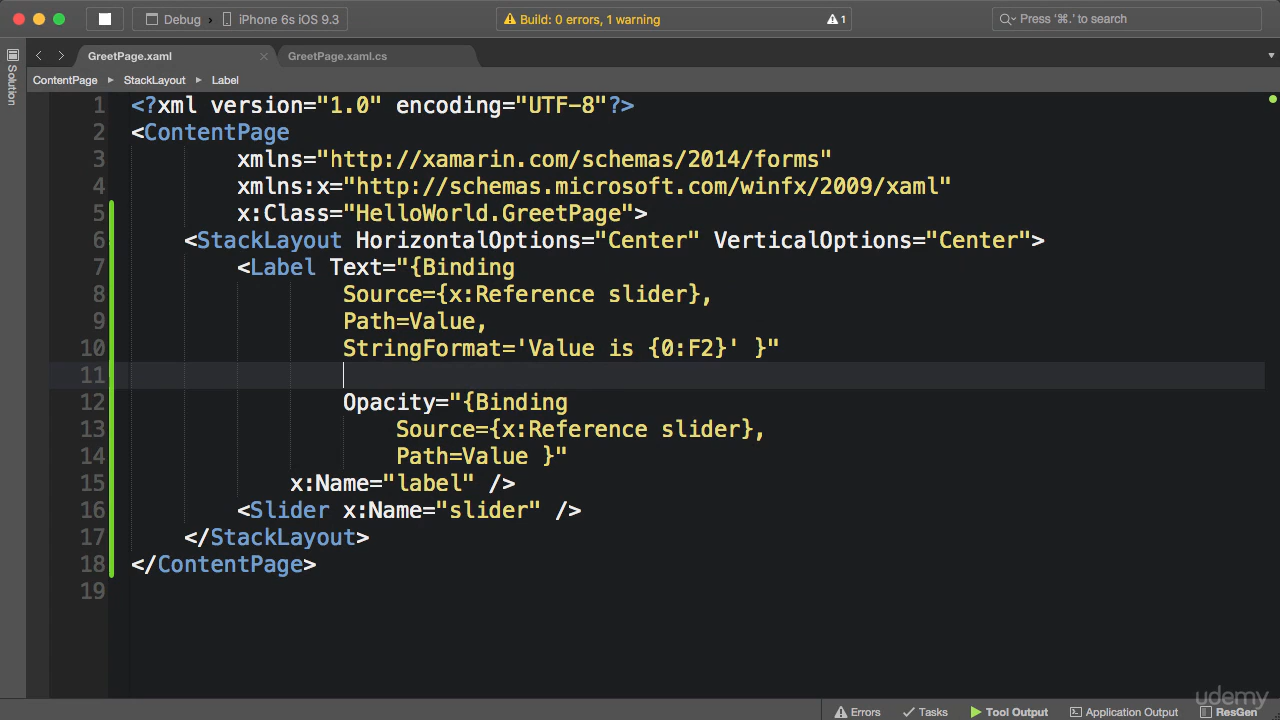 Debug
iPhone 6s iOS 9.3
Build: 0 errors, 1 warning
1
Press '⌘.' to search
Solution
GreetPage.xaml
GreetPage.xaml.cs
ContentPage
StackLayout
Label
1 <?xml version="1.0" encoding="UTF-8"?>
2 <ContentPage
3 xmlns="http://xamarin.com/schemas/2014/forms"
4 xmlns:x="http://schemas.microsoft.com/winfx/2009/xaml"
5 x:Class="HelloWorld.GreetPage">
6 <StackLayout HorizontalOptions="Center" VerticalOptions="Center">
7 <Label Text="{Binding
8 Source={x:Reference slider},
9 Path=Value,
10 StringFormat='Value is {0:F2}' }"
11
12 Opacity="{Binding
13 Source={x:Reference slider},
14 Path=Value }"
15 x:Name="label" />
16 <Slider x:Name="slider" />
17 </StackLayout>
18 </ContentPage>
19
udemy
Errors
Tasks
Tool Output
Application Output
ResGen